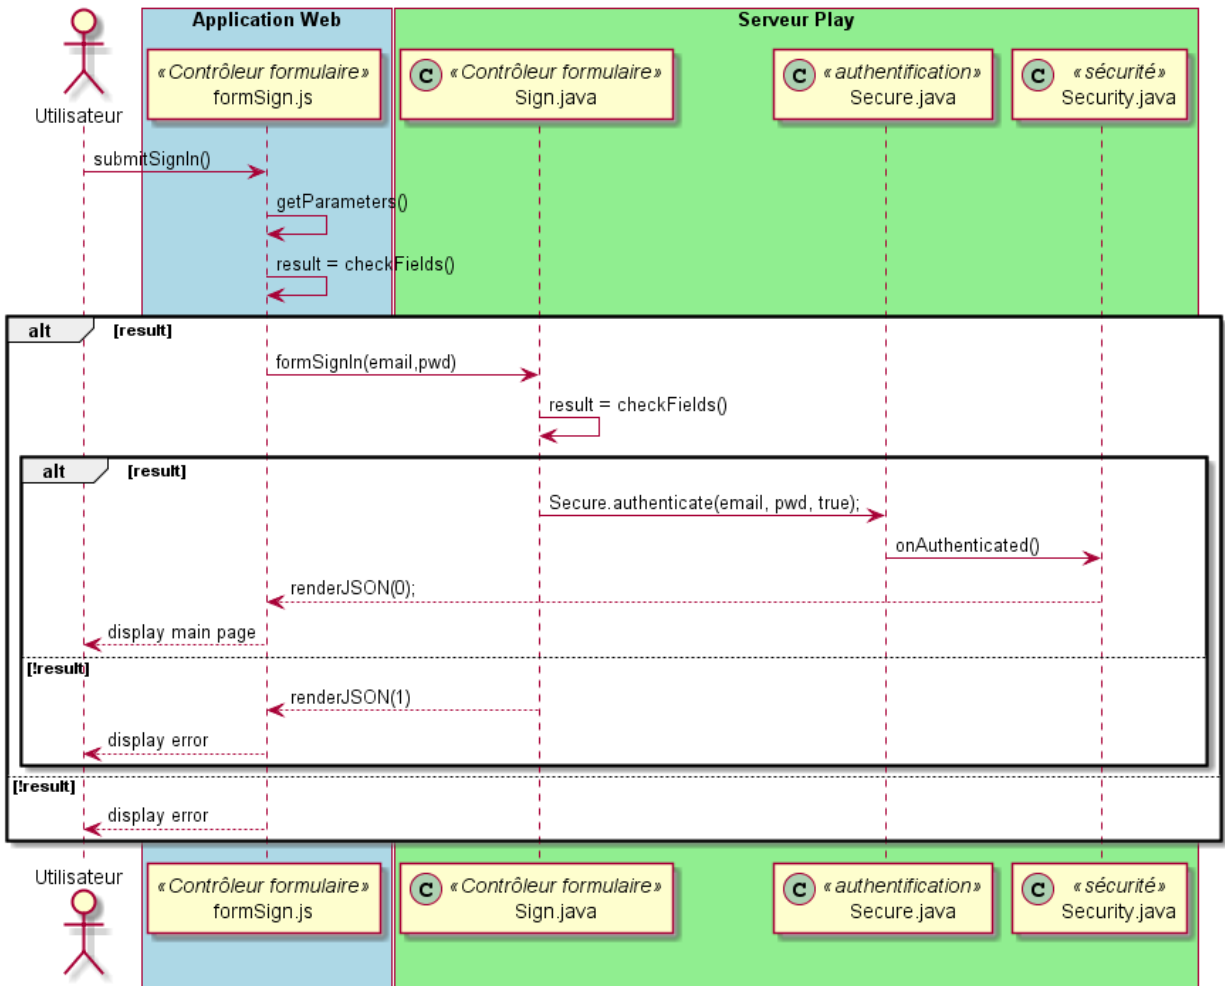 Application Web
Serveur Play
«Contrôleur formulaire»
formSign.js
C «Contrôleur formulaire»
Sign.java
C «authentification»
Secure.java
C «sécurité»
Security.java
Utilisateur
submitSignIn()
getParameters()
result = checkFields()
alt [result]
formSignIn(email,pwd)
result = checkFields()
alt [result]
Secure.authenticate(email, pwd, true);
onAuthenticated()
renderJSON(0);
display main page
[!result]
renderJSON(1)
display error
[!result]
display error
Utilisateur
«Contrôleur formulaire»
formSign.js
C «Contrôleur formulaire»
Sign.java
C «authentification»
Secure.java
C «sécurité»
Security.java